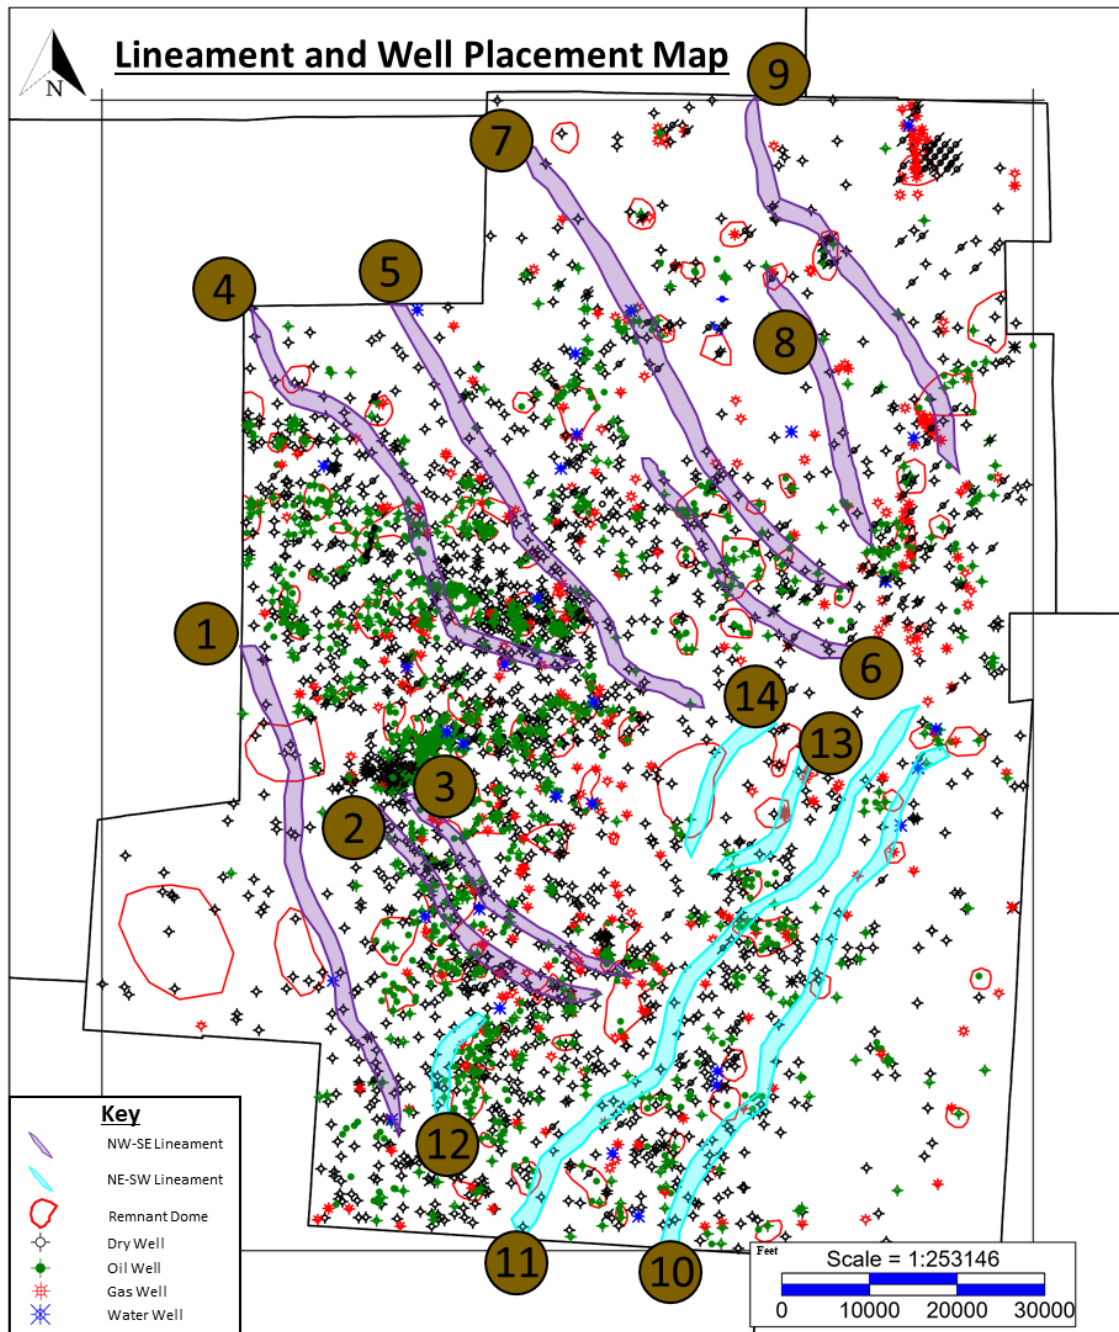 Lineament and Well Placement Map
N
9
7
5
4
8
1
6
14
13
3
2
12
11
10
Key
NW-SE Lineament
NE-SW Lineament
Remnant Dome
Dry Well
Oil Well
Gas Well
Water Well
Feet
Scale = 1:253146
0 10000 20000 30000